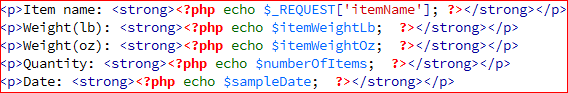 <p>Item name: <strong><?php echo $_REQUEST['itemName']; ?></strong></p>
<p>Weight(lb): <strong><?php echo $itemWeightLb;  ?></strong></p>
<p>Weight(oz): <strong><?php echo $itemWeightOz;  ?></strong></p>
<p>Quantity: <strong><?php echo $numberOfItems;  ?></strong></p>
<p>Date: <strong><?php echo $sampleDate;  ?></strong></p>